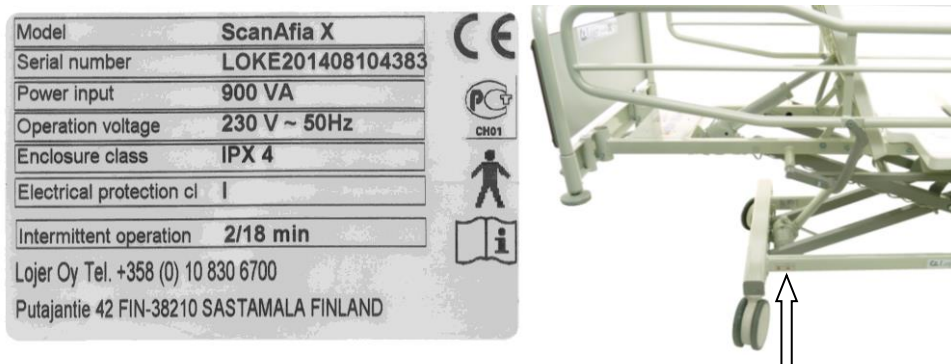 Model ScanAfia X
Serial number LOKE201408104383
Power input 900 VA
Operation voltage 230 V ~ 50Hz
Enclosure class IPX 4
Electrical protection cl I
Intermittent operation 2/18 min
Lojer Oy Tel. +358 (0) 10 830 6700
Putajantie 42 FIN-38210 SASTAMALA FINLAND
CE
PCT
CH01
i